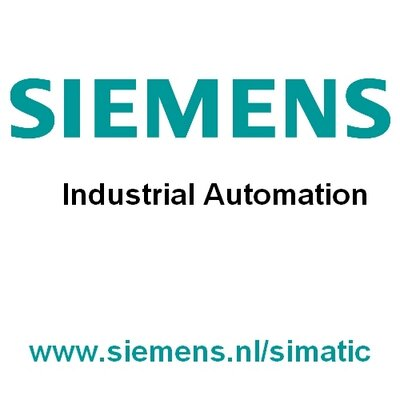 SIEMENS
Industrial Automation
www.siemens.nl/simatic